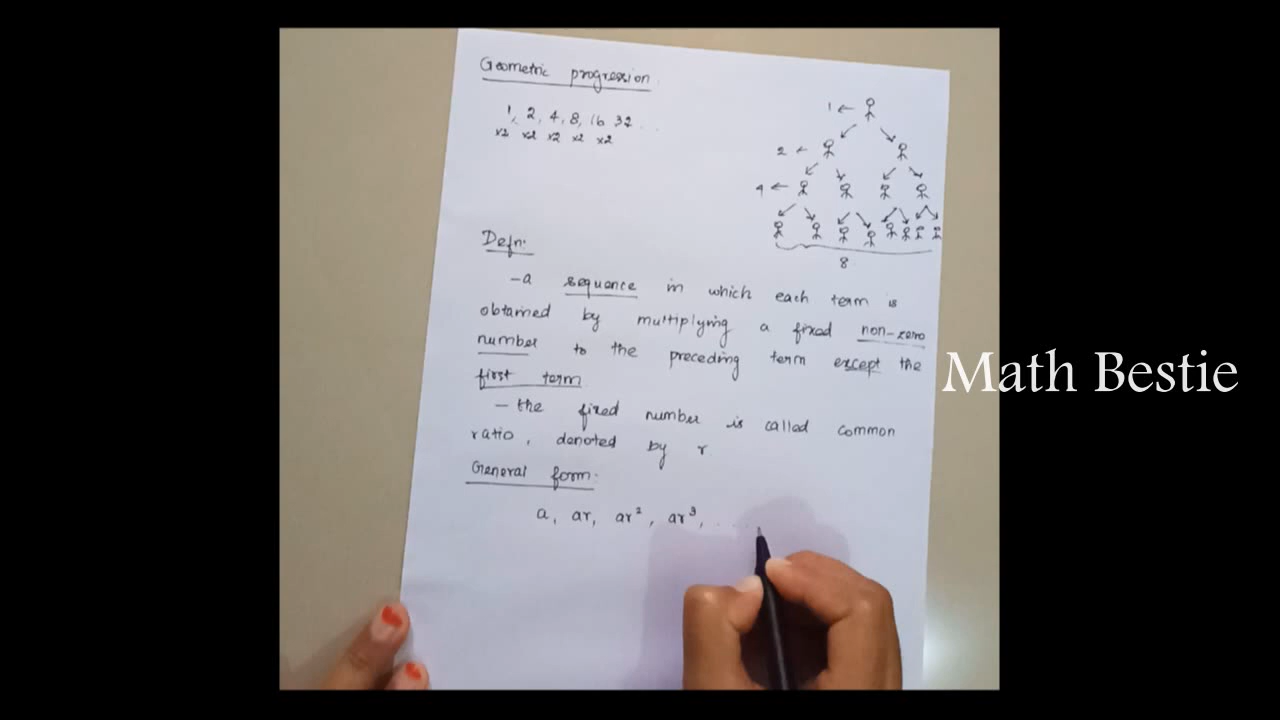 Geometric progression.
1, 2, 4, 8, 16 32 ...
x2 x2 x2 x2 x2
1 ←
2 ←
4 ←
8
Defn:
- a sequence in which each term is
obtained by multiplying a fixed non-zero
number to the preceding term except the
first term
- the fixed number is called common
ratio, denoted by r.
General form:
a, ar, ar², ar³, .....
Math Bestie